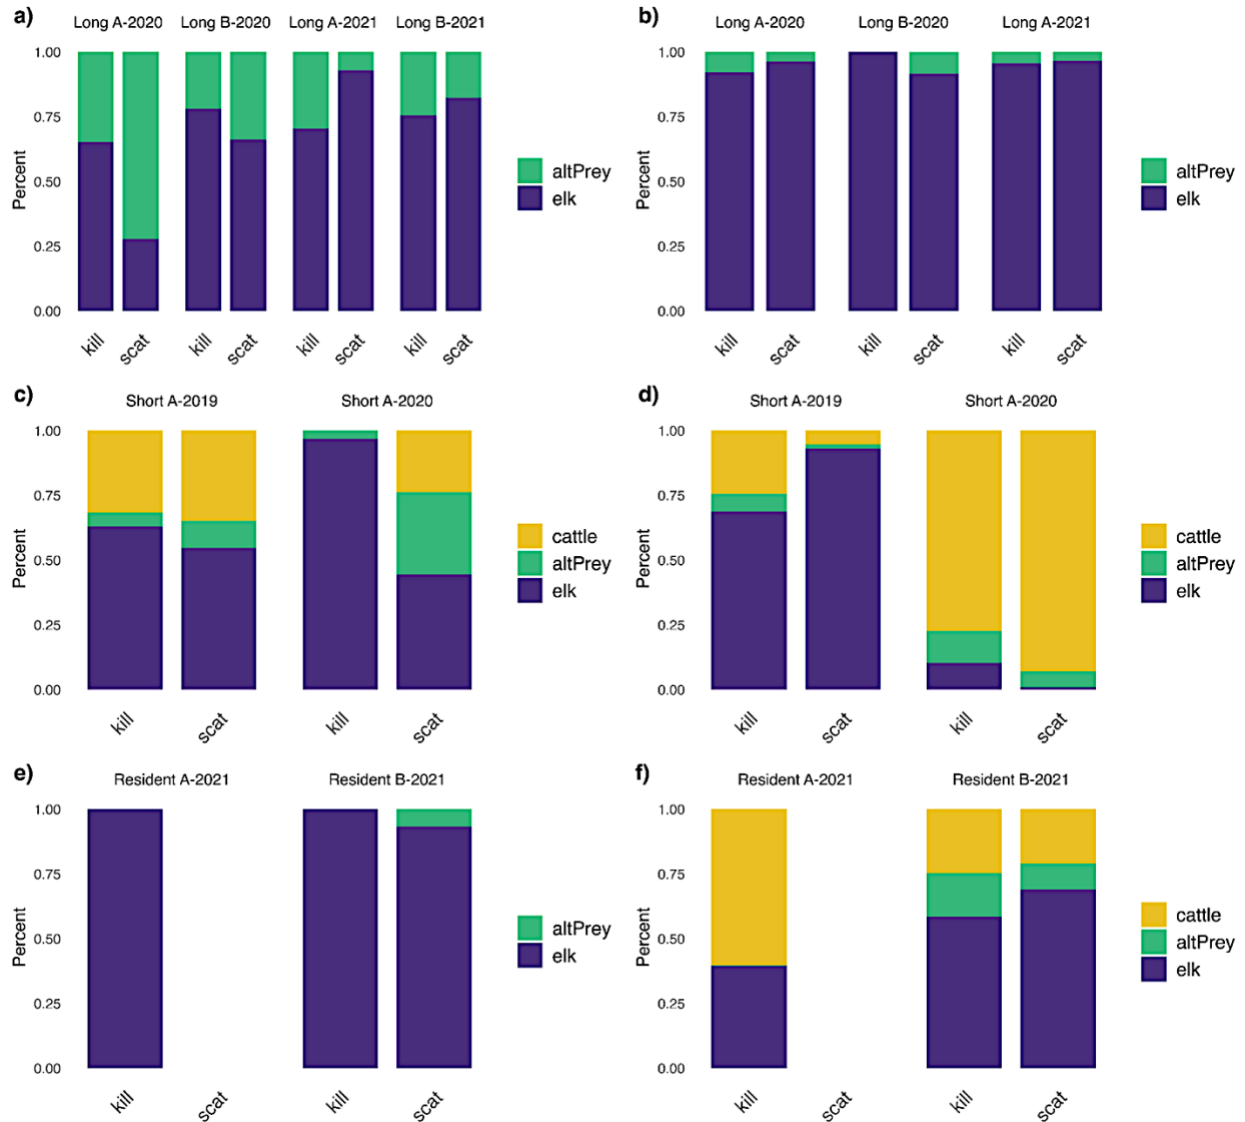 a)
Long A-2020 Long B-2020 Long A-2021 Long B-2021
Percent
1.00
0.75
0.50
0.25
0.00
kill scat kill scat kill scat kill scat
altPrey
elk
b)
Long A-2020 Long B-2020 Long A-2021
Percent
1.00
0.75
0.50
0.25
0.00
kill scat kill scat kill scat
altPrey
elk
c)
Short A-2019 Short A-2020
Percent
1.00
0.75
0.50
0.25
0.00
kill scat kill scat
cattle
altPrey
elk
d)
Short A-2019 Short A-2020
Percent
1.00
0.75
0.50
0.25
0.00
kill scat kill scat
cattle
altPrey
elk
e)
Resident A-2021 Resident B-2021
Percent
1.00
0.75
0.50
0.25
0.00
kill scat kill scat
altPrey
elk
f)
Resident A-2021 Resident B-2021
Percent
1.00
0.75
0.50
0.25
0.00
kill scat kill scat
cattle
altPrey
elk